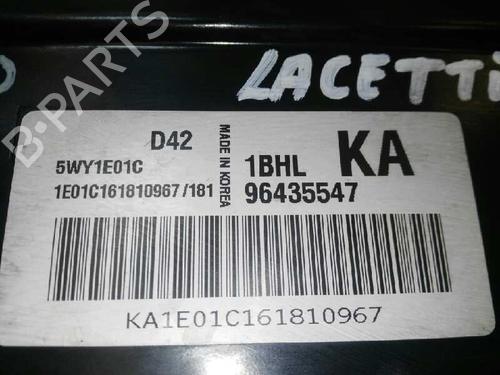 LACETTI
B-PARTS
D42
5WY1E01C
1E01C161810967/181
MADE IN KOREA
1BHL
KA
96435547
KA1E01C161810967